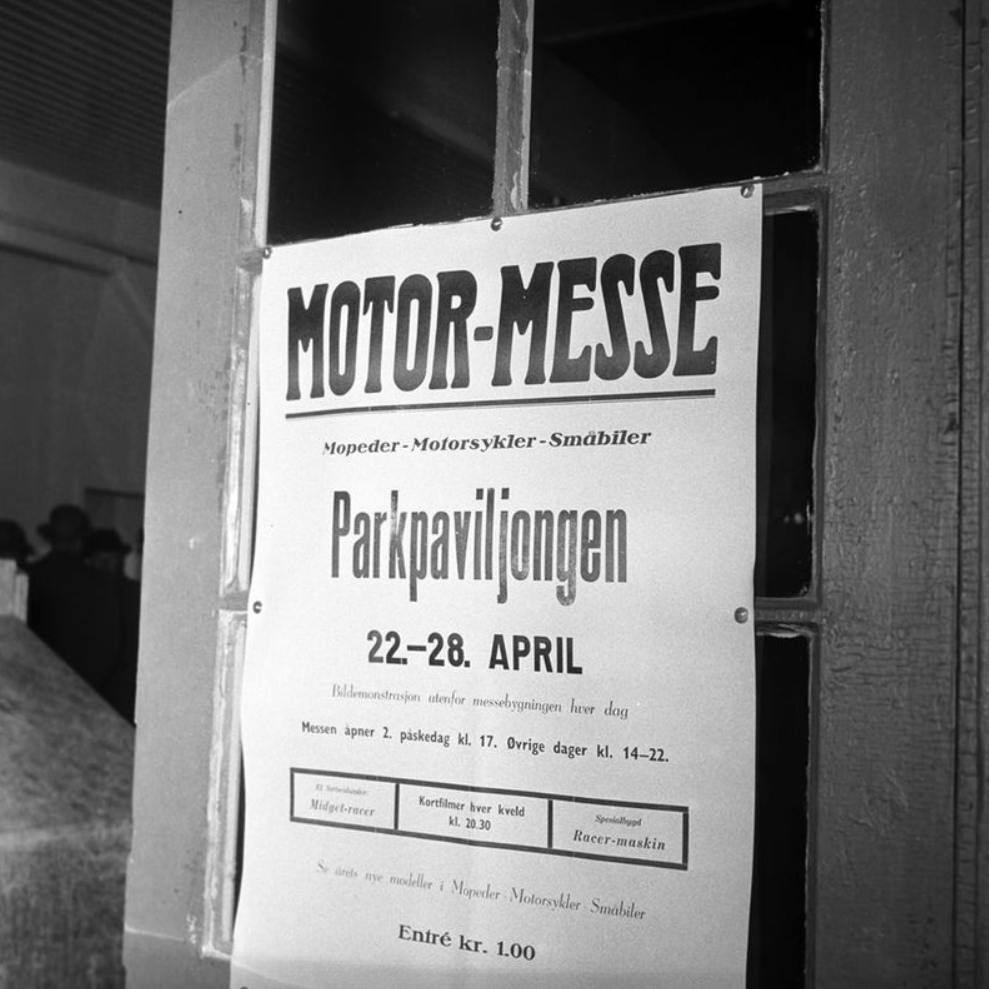 MOTOR-MESSE
Mopeder - Motorsykler - Småbiler
Parkpaviljongen
22.–28. APRIL
Bildemonstrasjon utenfor messebygningen hver dag
Messen åpner 2. påskedag kl. 17. Øvrige dager kl. 14–22.
Midget-racer
Kortfilmer hver kveld
kl. 20.30
Spesialbygd
Racer-maskin
Se årets nye modeller i Mopeder - Motorsykler - Småbiler
Entré kr. 1.00